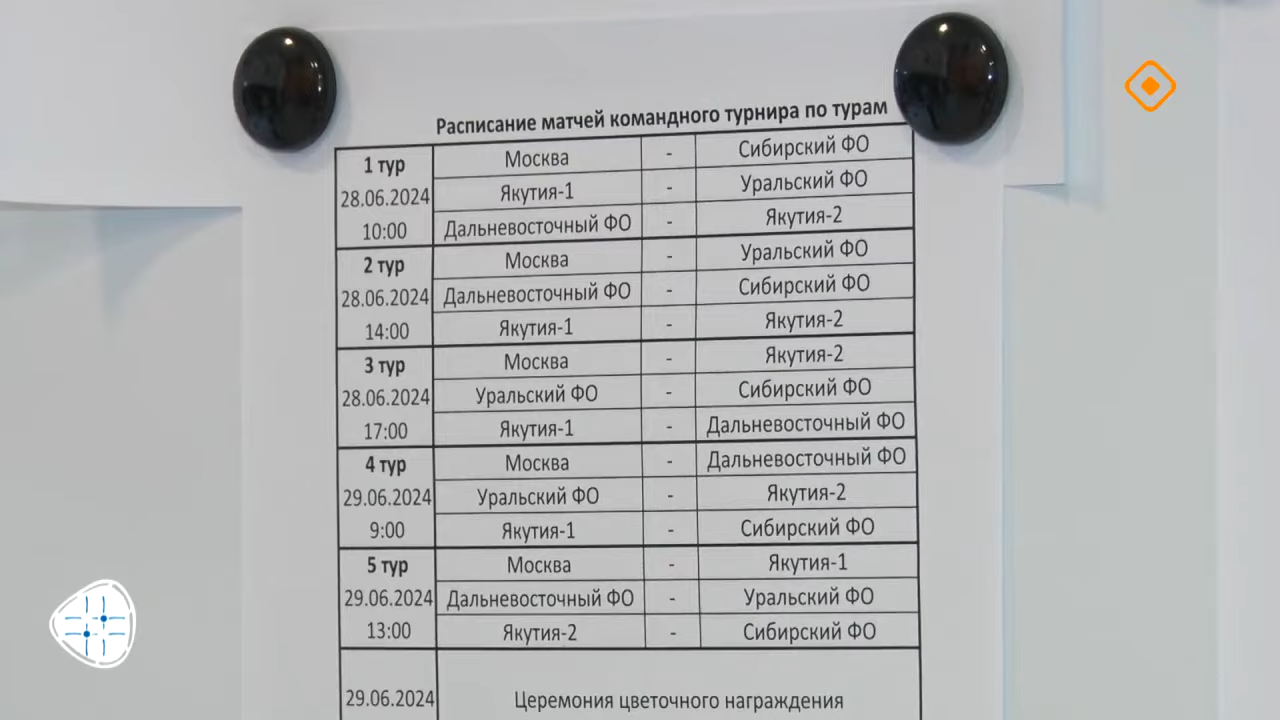 Расписание матчей командного турнира по турам
1 тур
28.06.2024
10:00
Москва - Сибирский ФО
Якутия-1 - Уральский ФО
Дальневосточный ФО - Якутия-2
2 тур
28.06.2024
14:00
Москва - Уральский ФО
Дальневосточный ФО - Сибирский ФО
Якутия-1 - Якутия-2
3 тур
28.06.2024
17:00
Москва - Якутия-2
Уральский ФО - Сибирский ФО
Якутия-1 - Дальневосточный ФО
4 тур
29.06.2024
9:00
Москва - Дальневосточный ФО
Уральский ФО - Якутия-2
Якутия-1 - Сибирский ФО
5 тур
29.06.2024
13:00
Москва - Якутия-1
Дальневосточный ФО - Уральский ФО
Якутия-2 - Сибирский ФО
29.06.2024 Церемония цветочного награждения